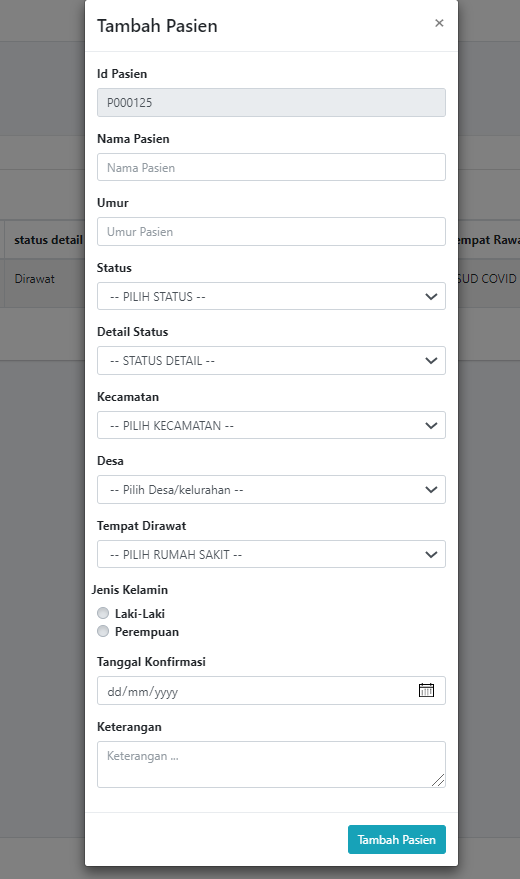 Tambah Pasien
×
Id Pasien
P000125
Nama Pasien
Nama Pasien
Umur
Umur Pasien
status detail
empat Rawa
Status
Dirawat
SUD COVID
-- PILIH STATUS --
Detail Status
-- STATUS DETAIL --
Kecamatan
-- PILIH KECAMATAN --
Desa
-- Pilih Desa/kelurahan --
Tempat Dirawat
-- PILIH RUMAH SAKIT --
Jenis Kelamin
Laki-Laki
Perempuan
Tanggal Konfirmasi
dd/mm/yyyy
Keterangan
Keterangan ...
Tambah Pasien